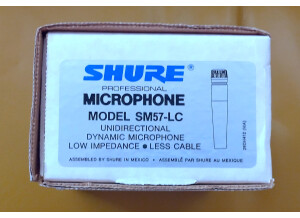 SHURE
PROFESSIONAL
MICROPHONE
MODEL SM57-LC
UNIDIRECTIONAL
DYNAMIC MICROPHONE
LOW IMPEDANCE • LESS CABLE
ASSEMBLED BY SHURE IN MEXICO • ASSEMBLÉ PAR SHURE AU MEXIQUE